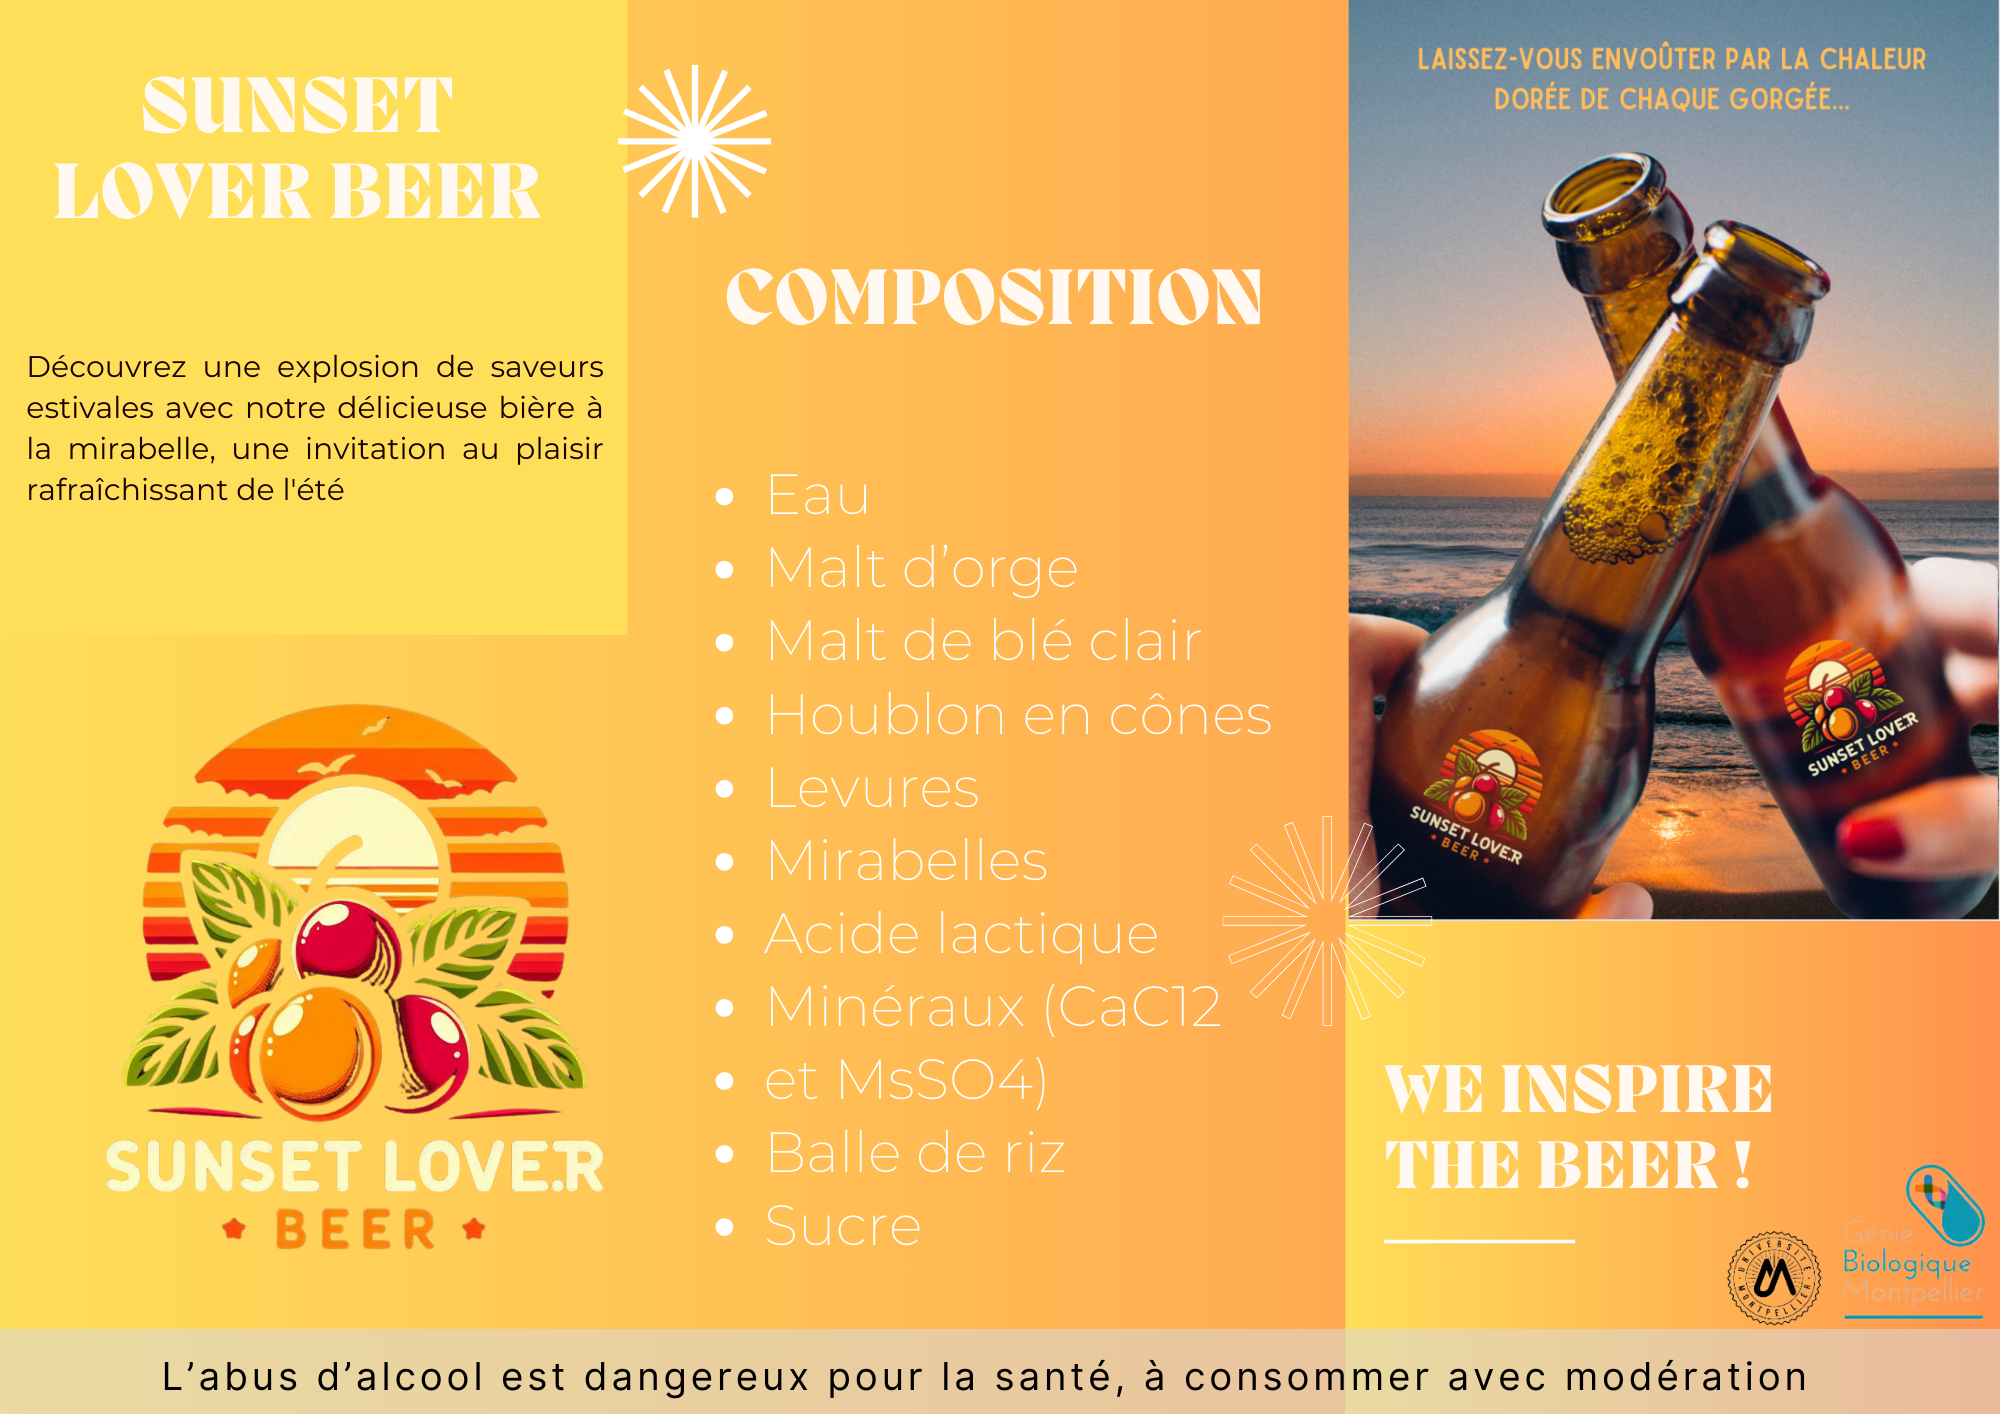 SUNSET
LOVER BEER
Découvrez une explosion de saveurs
estivales avec notre délicieuse bière à
la mirabelle, une invitation au plaisir
rafraîchissant de l'été
SUNSET LOVE.R
BEER
COMPOSITION
Eau
Malt d’orge
Malt de blé clair
Houblon en cônes
Levures
Mirabelles
Acide lactique
Minéraux (CaC12
et MsSO4)
Balle de riz
Sucre
LAISSEZ-VOUS ENVOÛTER PAR LA CHALEUR
DORÉE DE CHAQUE GORGÉE...
SUNSET LOVE.R
BEER
SUNSET LOVE.R
BEER
WE INSPIRE
THE BEER !
UNIVERSITÉ
MONTPELLIER
Génie
Biologique
Montpellier
L’abus d’alcool est dangereux pour la santé, à consommer avec modération